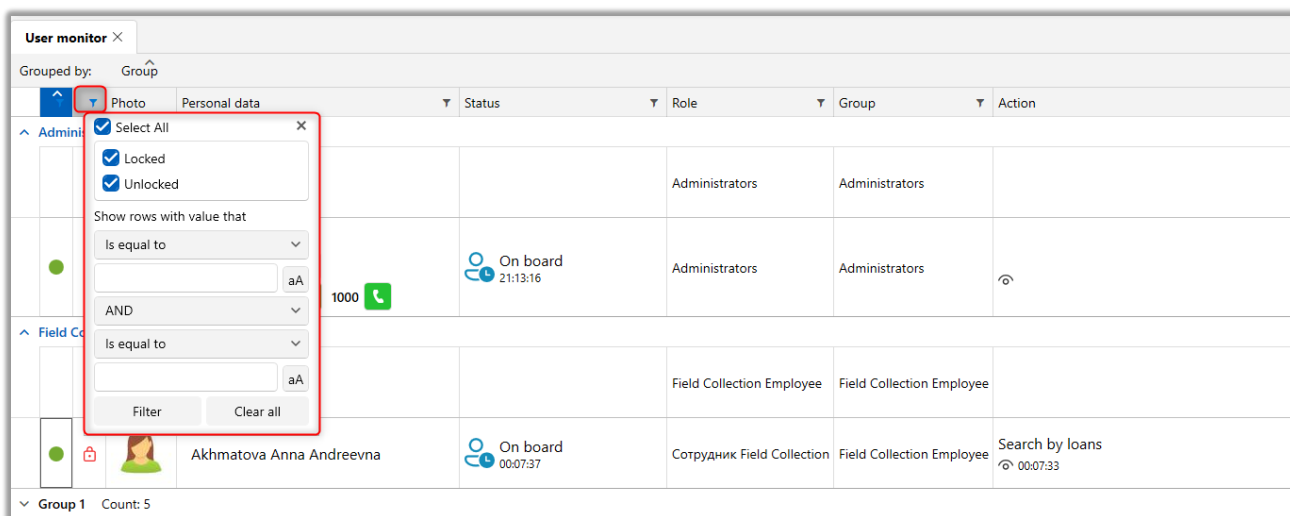 User monitor
Grouped by: Group
Photo Personal data Status Role Group Action
Select All
Adminis
Locked
Unlocked
Administrators Administrators
Show rows with value that
Is equal to
On board
21:13:16
Administrators Administrators
aA
1000
AND
Field Co
Is equal to
aA
Field Collection Employee Field Collection Employee
Filter Clear all
Akhmatova Anna Andreevna
On board
00:07:37
Сотрудник Field Collection Field Collection Employee
Search by loans
00:07:33
Group 1 Count: 5